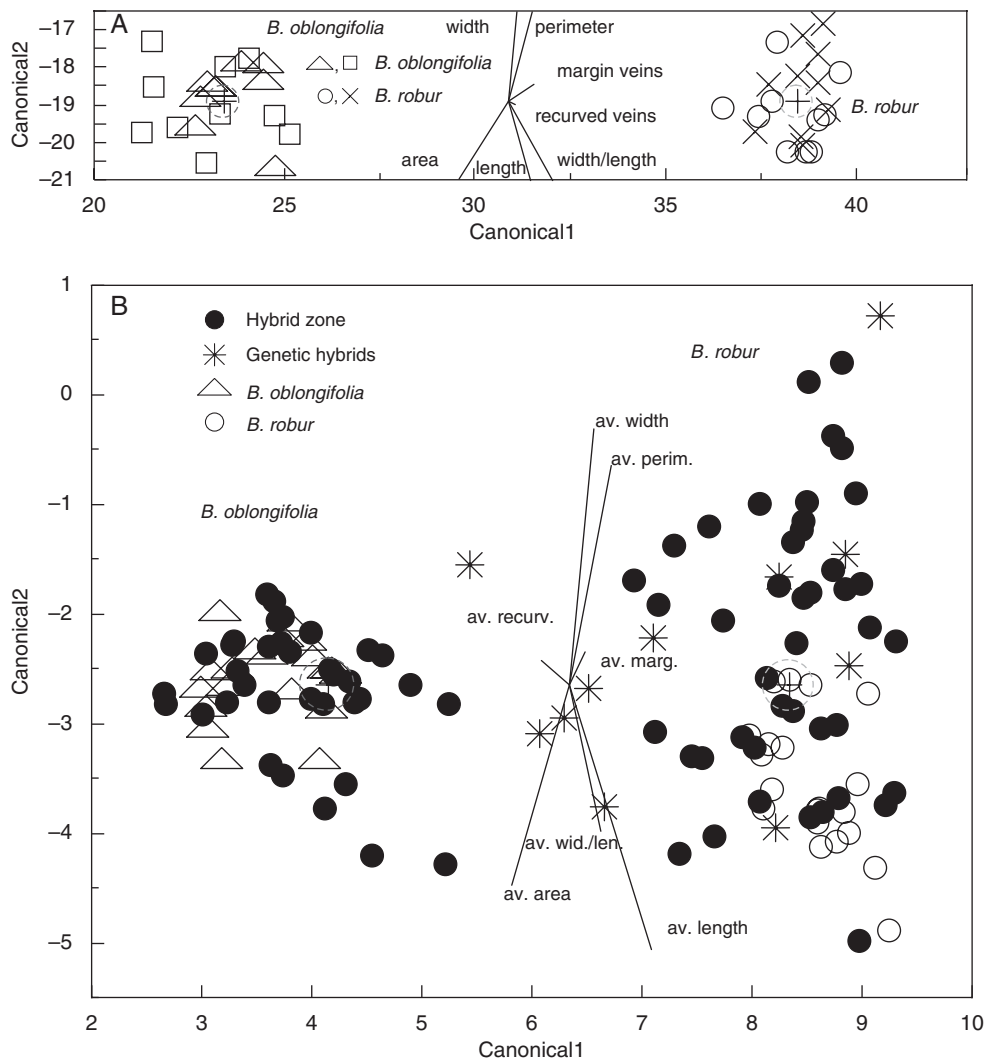 A
B. oblongifolia
width
perimeter
B. oblongifolia
margin veins
B. robur
B. robur
recurved veins
area
length
width/length
Canonical2
−16
−17
−18
−19
−20
−21
20
25
30
35
40
Canonical1
B
Hybrid zone
Genetic hybrids
B. oblongifolia
B. robur
B. robur
av. width
av. perim.
B. oblongifolia
av. recurv.
av. marg.
av. wid./len.
av. area
av. length
Canonical2
1
0
−1
−2
−3
−4
−5
2
3
4
5
6
7
8
9
10
Canonical1